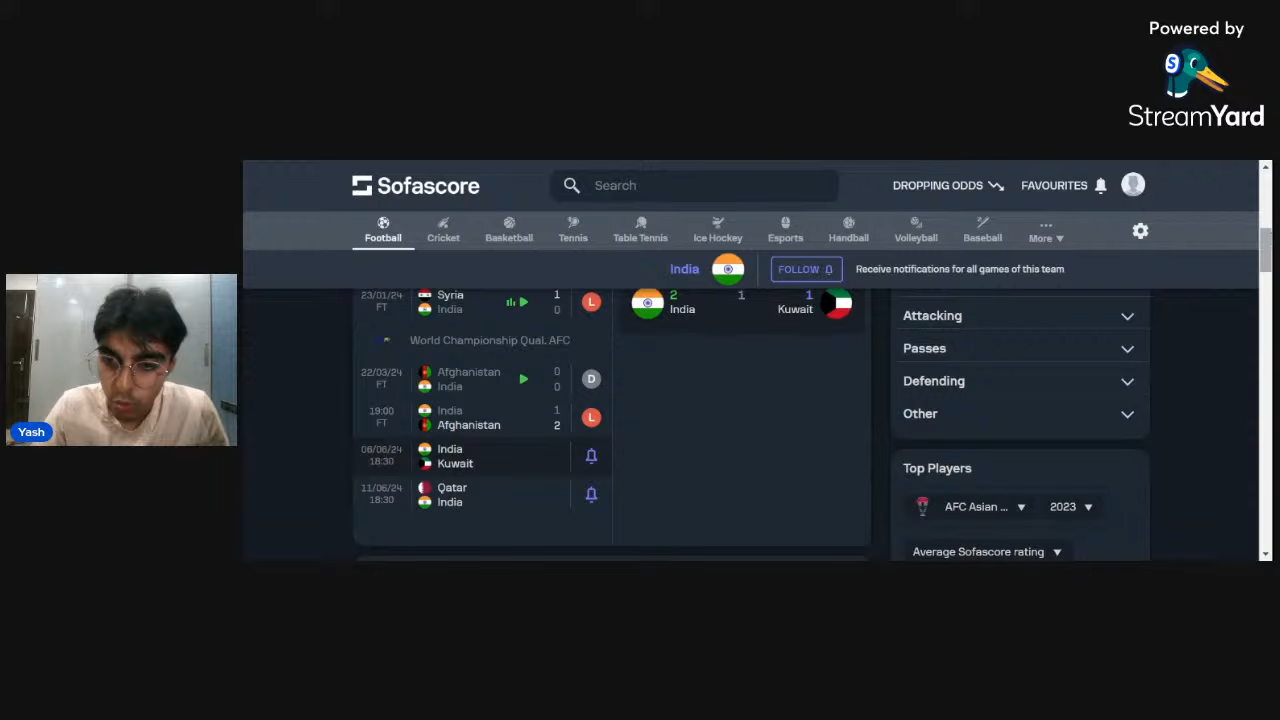 Powered by
StreamYard
Sofascore
Search
DROPPING ODDS
FAVOURITES
Football
Cricket
Basketball
Tennis
Table Tennis
Ice Hockey
Esports
Handball
Volleyball
Baseball
More
India
FOLLOW
Receive notifications for all games of this team
23/01/24 Syria 1
FT India 0
L
World Championship Qual. AFC
22/03/24 Afghanistan 0
FT India 0
D
19:00 India 1
FT Afghanistan 2
L
06/06/24 India
18:30 Kuwait
11/06/24 Qatar
18:30 India
2 1 1
India Kuwait
Attacking
Passes
Defending
Other
Top Players
AFC Asian ... 2023
Average Sofascore rating
Yash